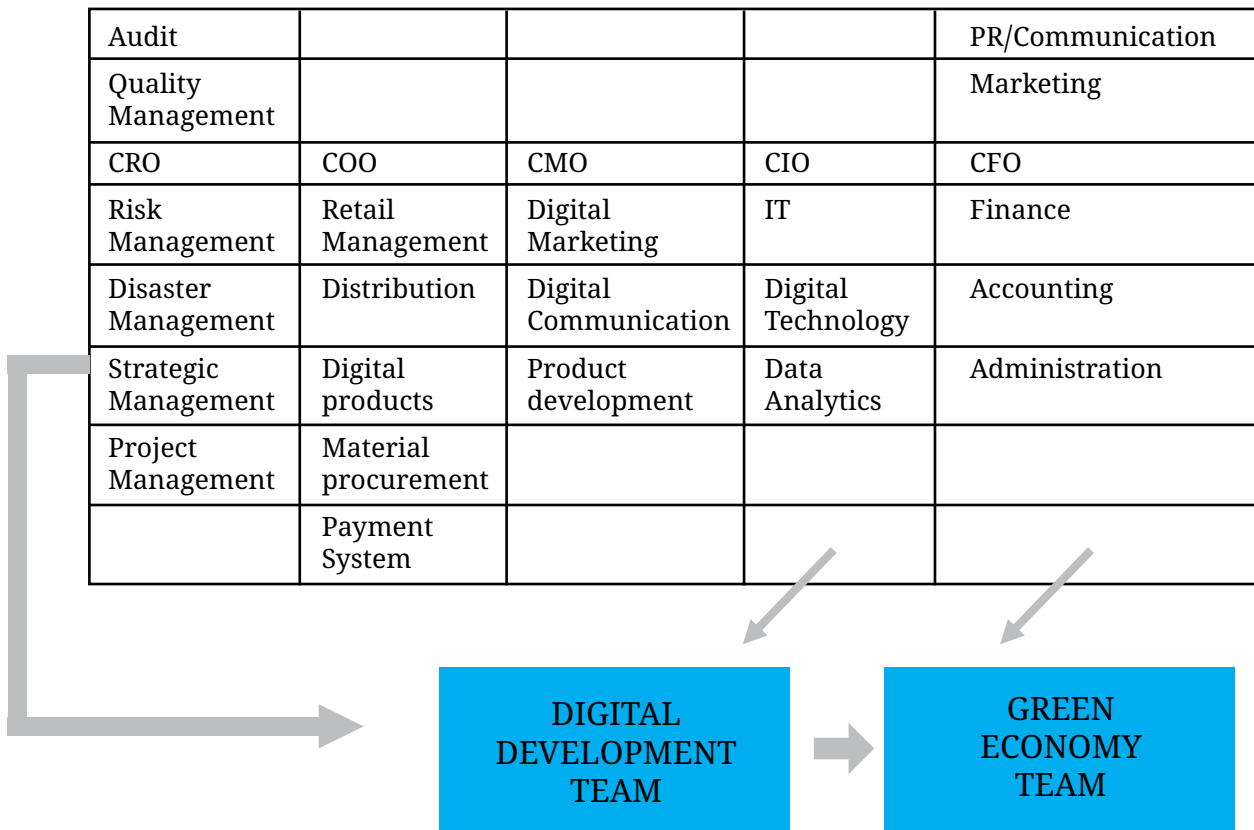 Audit
PR/Communication
Quality
Management
Marketing
CRO
COO
CMO
CIO
CFO
Risk
Management
Retail
Management
Digital
Marketing
IT
Finance
Disaster
Management
Distribution
Digital
Communication
Digital
Technology
Accounting
Strategic
Management
Digital
products
Product
development
Data
Analytics
Administration
Project
Management
Material
procurement
Payment
System
DIGITAL
DEVELOPMENT
TEAM
GREEN
ECONOMY
TEAM